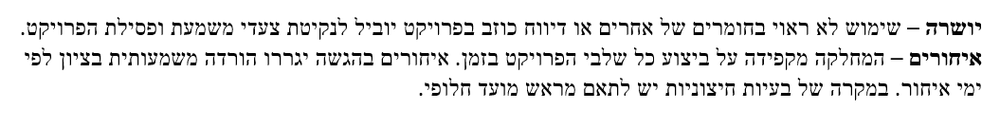 יושרה – שימוש לא ראוי בחומרים של אחרים או דיווח כוזב בפרויקט יוביל לנקיטת צעדי משמעת ופסילת הפרויקט.
איחורים – המחלקה מקפידה על ביצוע כל שלבי הפרויקט בזמן. איחורים בהגשה יגררו הורדה משמעותית בציון לפי
ימי איחור. במקרה של בעיות חיצוניות יש לתאם מראש מועד חלופי.